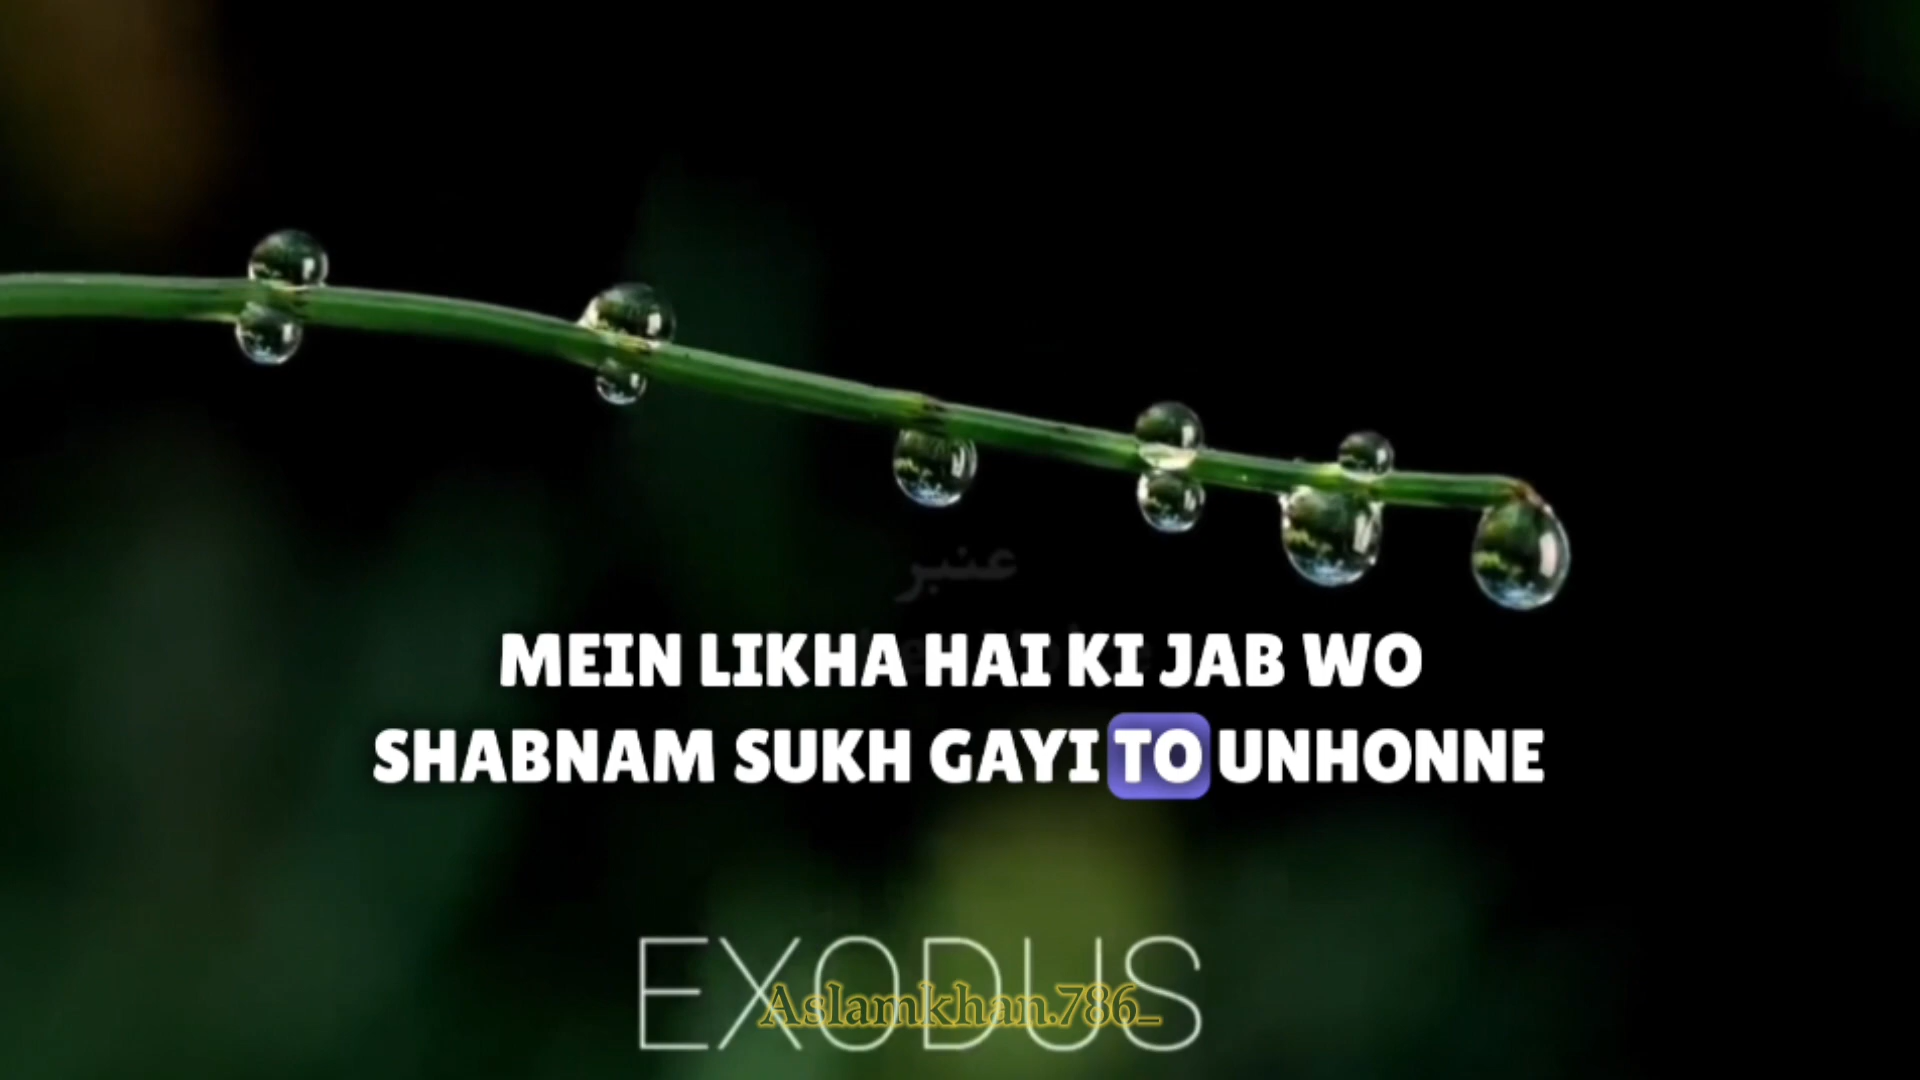 عنبر
MEIN LIKHA HAI KI JAB WO
SHABNAM SUKH GAYI TO UNHONNE
EXODUS
Aslamkhan.786_